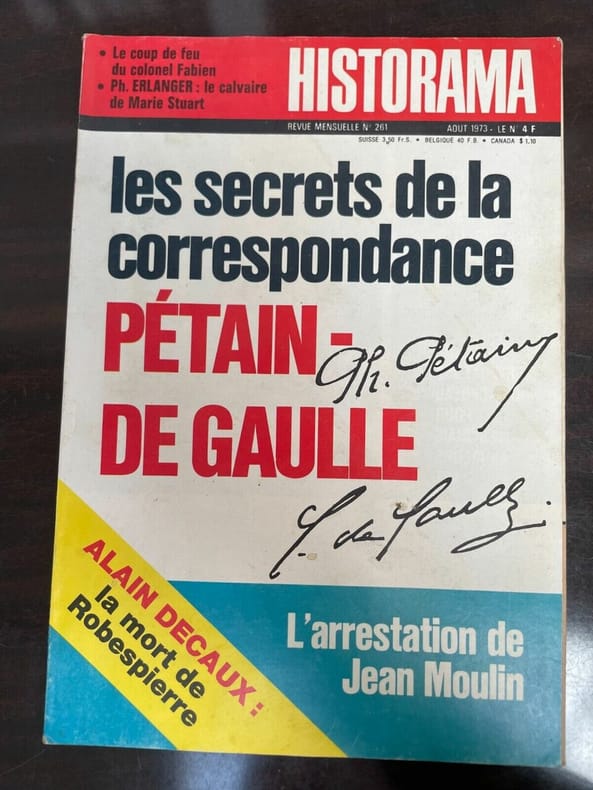 • Le coup de feu
du colonel Fabien
• Ph. ERLANGER : le calvaire
de Marie Stuart
HISTORAMA
REVUE MENSUELLE N° 261
AOUT 1973 - LE N° 4 F
SUISSE 3,50 Fr.S. • BELGIQUE 40 F.B. • CANADA $ 1.10
les secrets de la
correspondance
PÉTAIN -
Ph. Pétain
DE GAULLE
C. de Gaulle.
ALAIN DECAUX :
la mort de
Robespierre
L'arrestation de
Jean Moulin